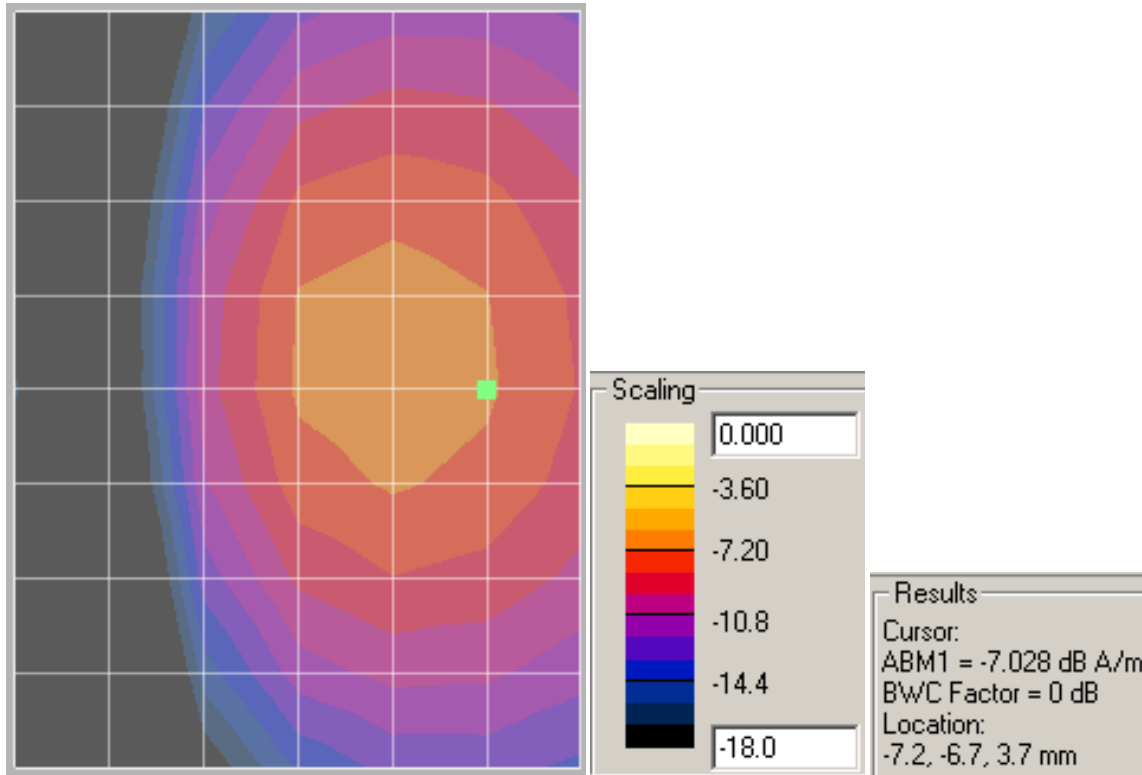 Scaling
0.000
-3.60
-7.20
-10.8
-14.4
-18.0
Results
Cursor:
ABM1 = -7.028 dB A/m
BWC Factor = 0 dB
Location:
-7.2, -6.7, 3.7 mm